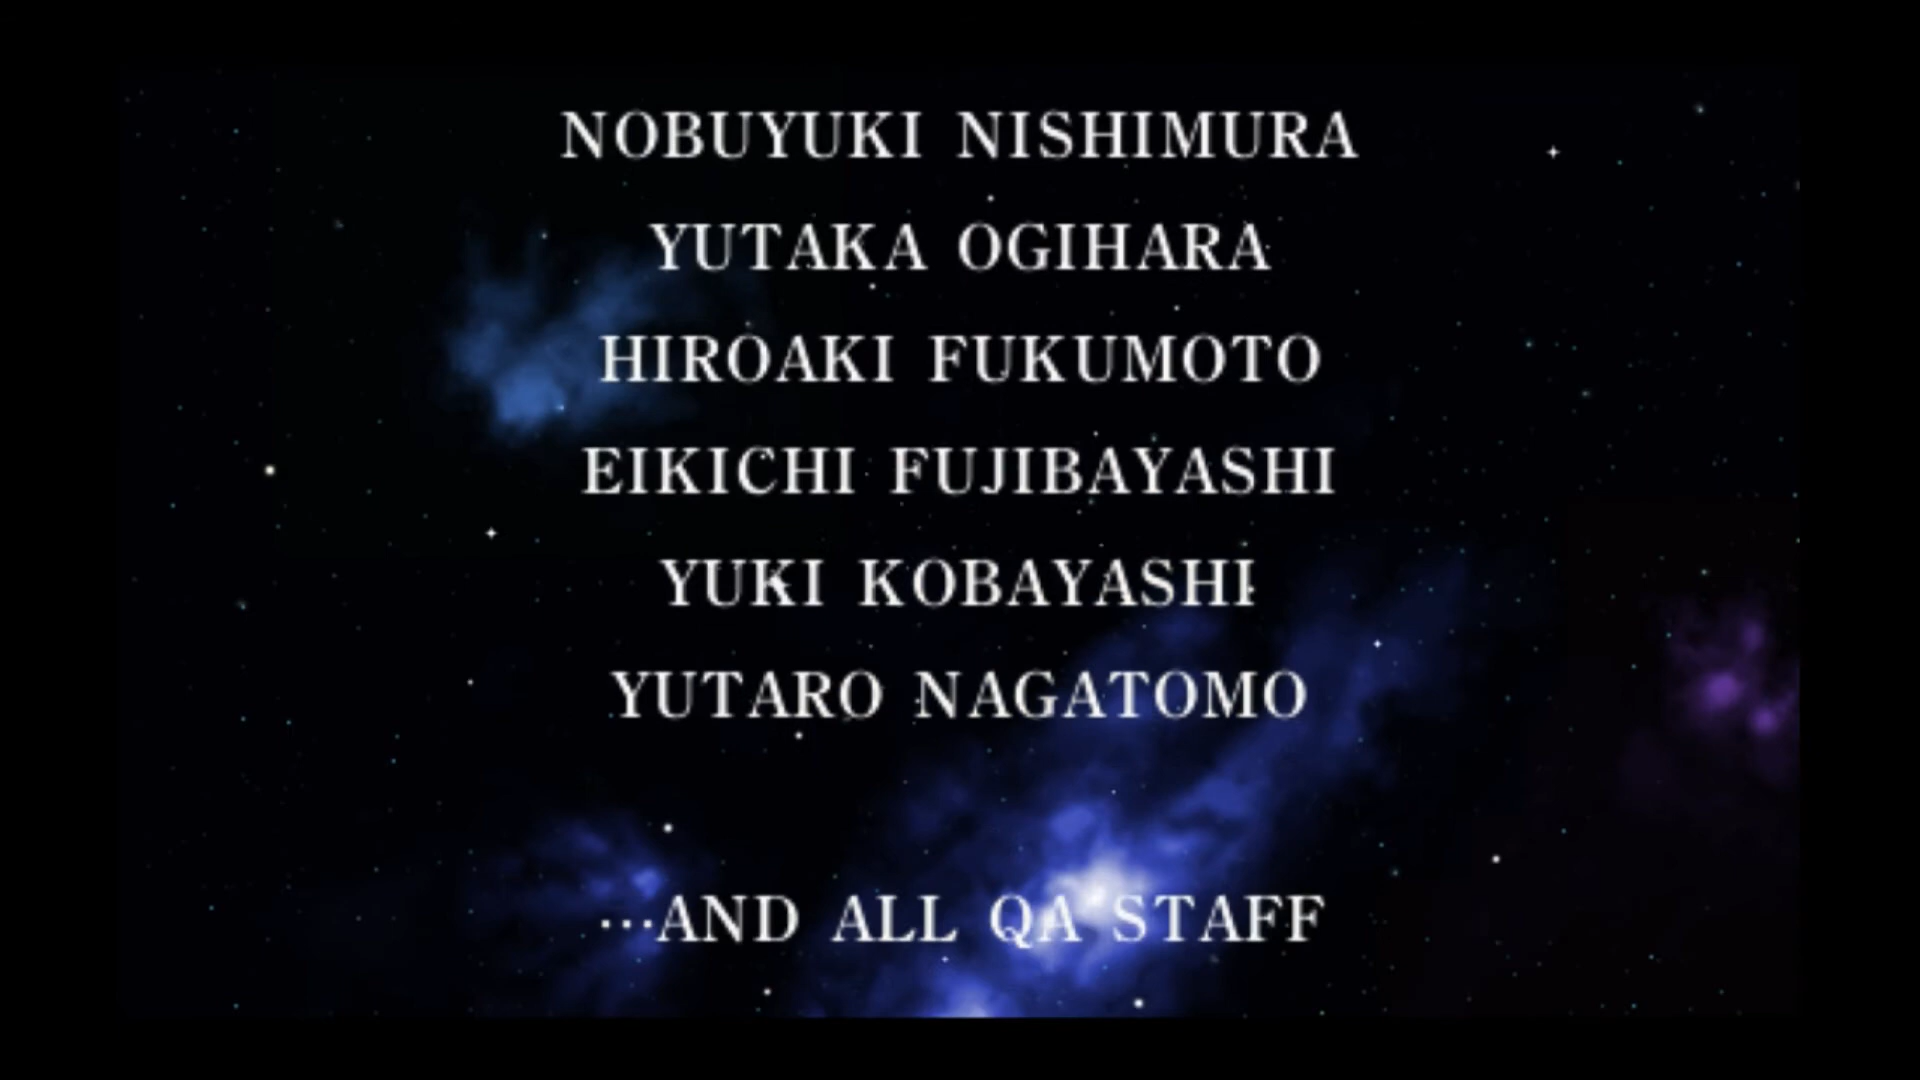 NOBUYUKI NISHIMURA
YUTAKA OGIHARA
HIROAKI FUKUMOTO
EIKICHI FUJIBAYASHI
YUKI KOBAYASHI
YUTARO NAGATOMO
…AND ALL QA STAFF